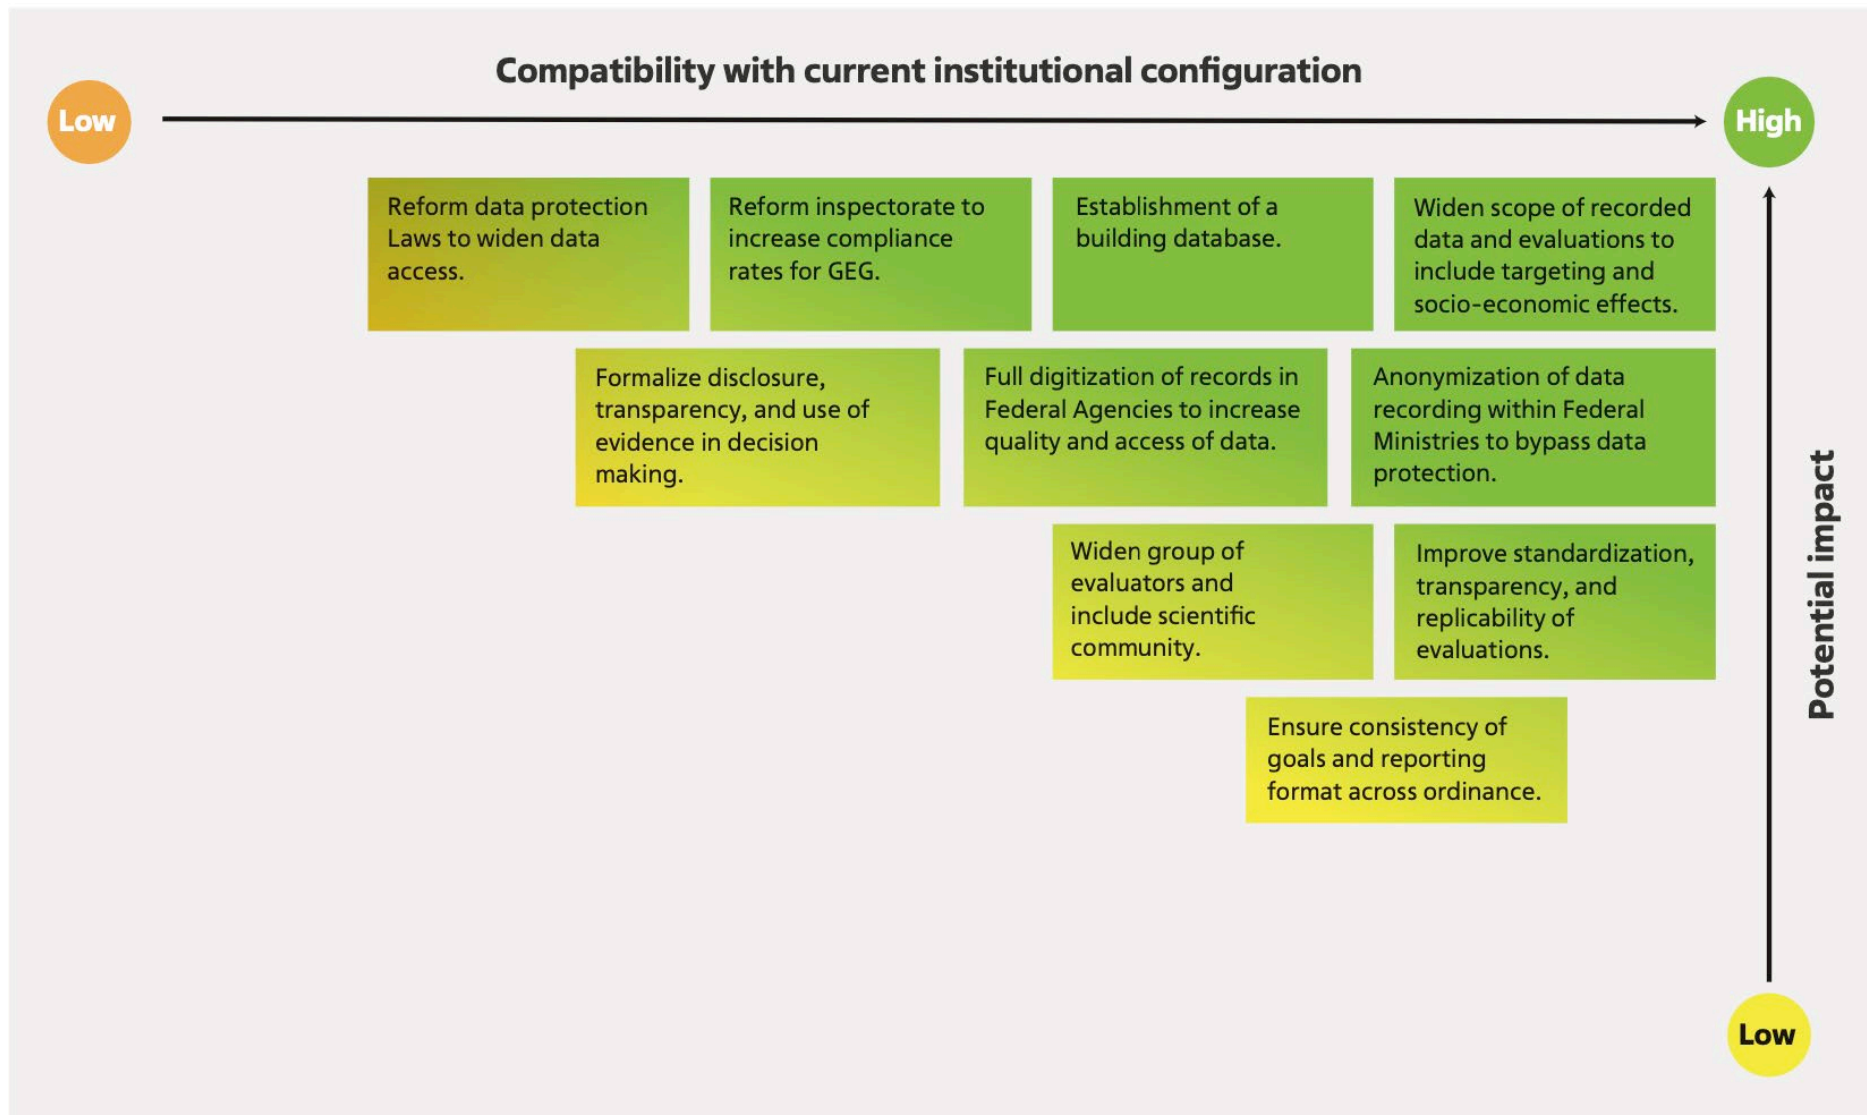 Compatibility with current institutional configuration
Low
High
Reform data protection
Laws to widen data
access.
Reform inspectorate to
increase compliance
rates for GEG.
Establishment of a
building database.
Widen scope of recorded
data and evaluations to
include targeting and
socio-economic effects.
Formalize disclosure,
transparency, and use of
evidence in decision
making.
Full digitization of records in
Federal Agencies to increase
quality and access of data.
Anonymization of data
recording within Federal
Ministries to bypass data
protection.
Widen group of
evaluators and
include scientific
community.
Improve standardization,
transparency, and
replicability of
evaluations.
Ensure consistency of
goals and reporting
format across ordinance.
Potential impact
Low